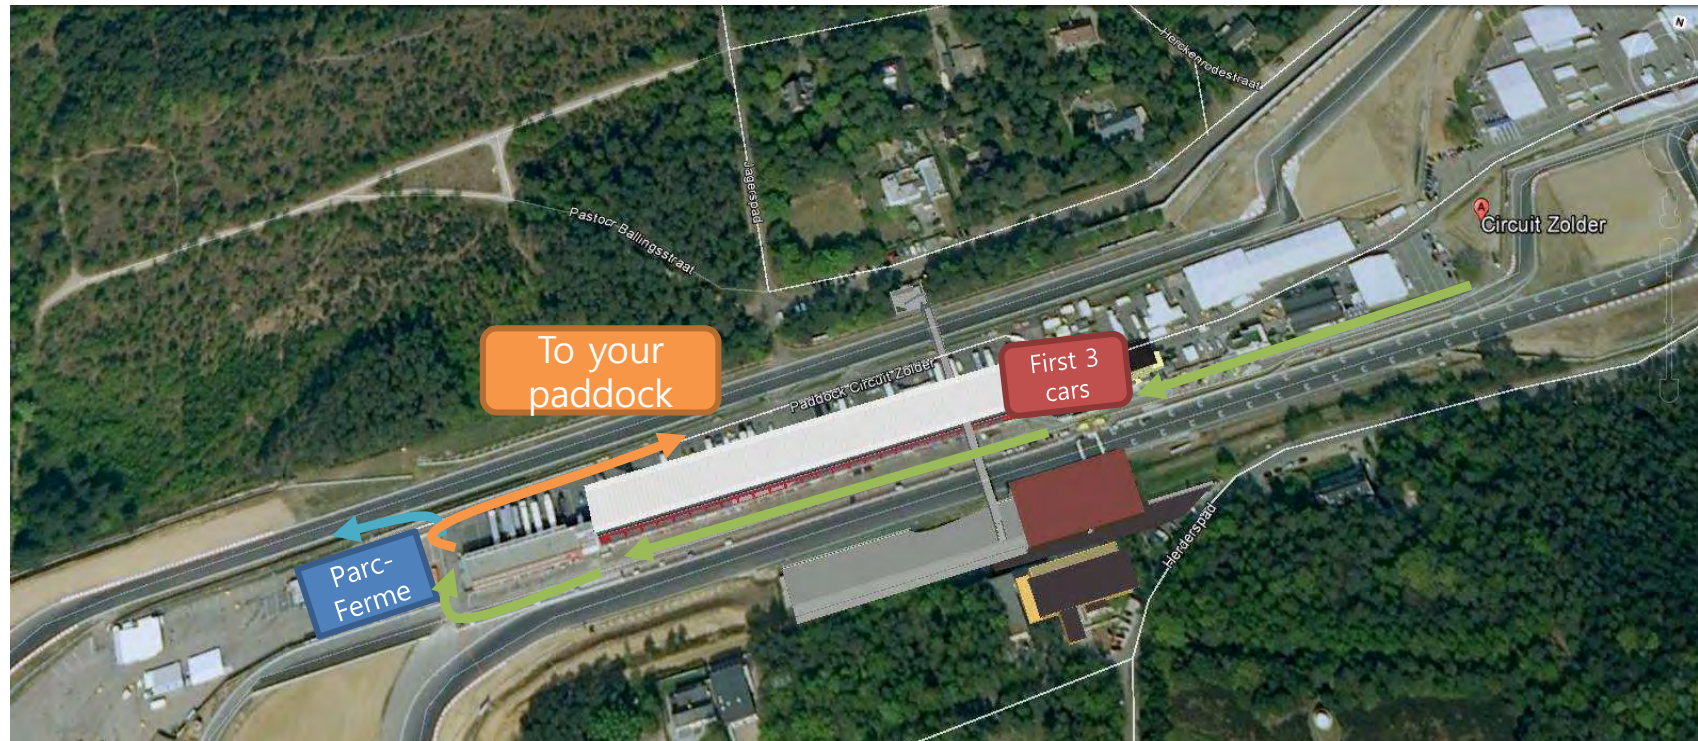 N
Herckenrodestraat
Jagerspad
Pastoor Ballingsstraat
A
Circuit Zolder
To your
paddock
First 3
cars
Paddock Circuit Zolder
Herderspad
Parc-
Ferme